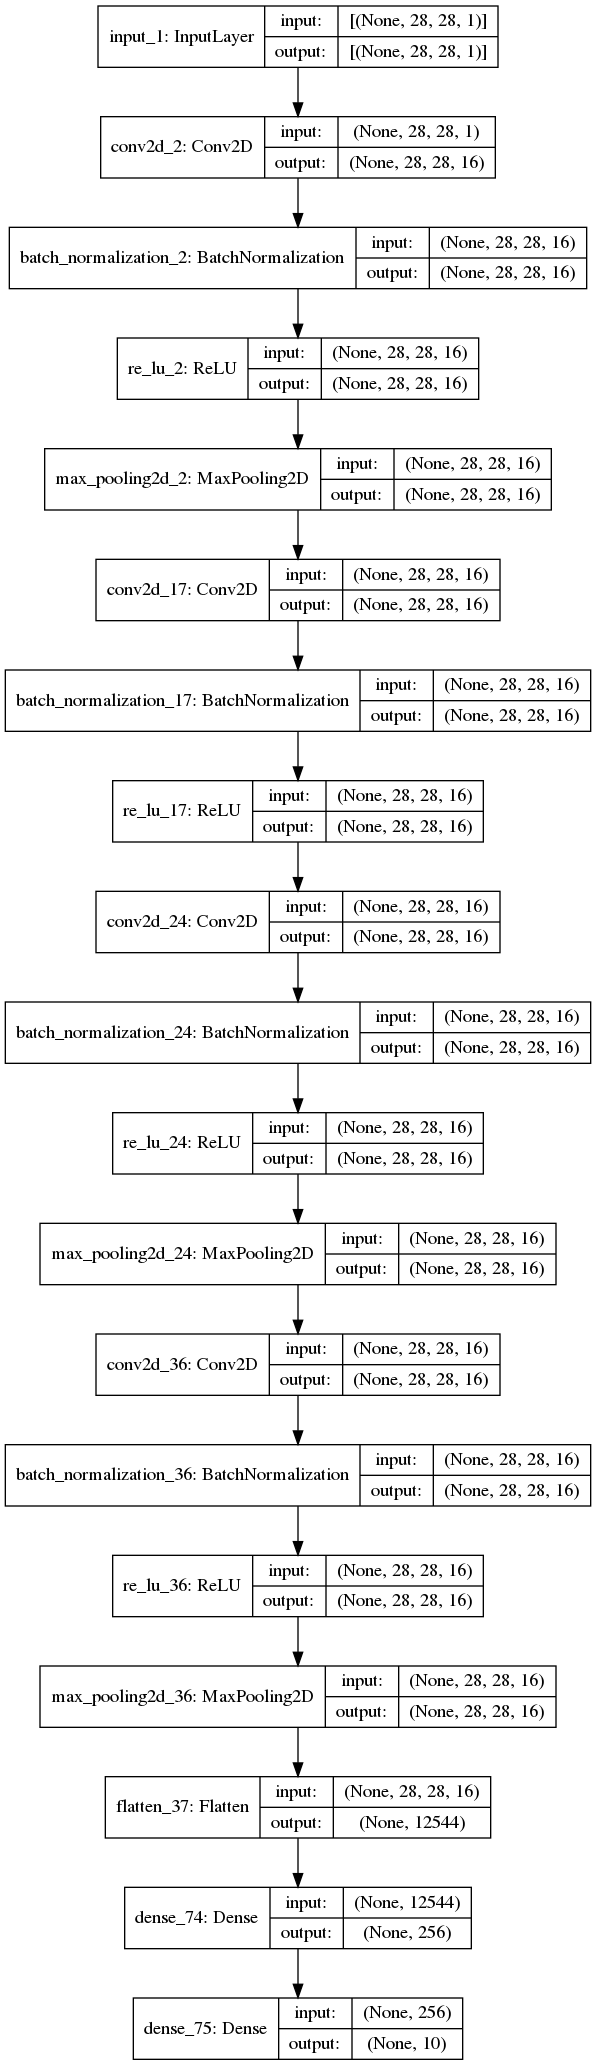 input_1: InputLayer
input: [(None, 28, 28, 1)]
output: [(None, 28, 28, 1)]
conv2d_2: Conv2D
input: (None, 28, 28, 1)
output: (None, 28, 28, 16)
batch_normalization_2: BatchNormalization
input: (None, 28, 28, 16)
output: (None, 28, 28, 16)
re_lu_2: ReLU
input: (None, 28, 28, 16)
output: (None, 28, 28, 16)
max_pooling2d_2: MaxPooling2D
input: (None, 28, 28, 16)
output: (None, 28, 28, 16)
conv2d_17: Conv2D
input: (None, 28, 28, 16)
output: (None, 28, 28, 16)
batch_normalization_17: BatchNormalization
input: (None, 28, 28, 16)
output: (None, 28, 28, 16)
re_lu_17: ReLU
input: (None, 28, 28, 16)
output: (None, 28, 28, 16)
conv2d_24: Conv2D
input: (None, 28, 28, 16)
output: (None, 28, 28, 16)
batch_normalization_24: BatchNormalization
input: (None, 28, 28, 16)
output: (None, 28, 28, 16)
re_lu_24: ReLU
input: (None, 28, 28, 16)
output: (None, 28, 28, 16)
max_pooling2d_24: MaxPooling2D
input: (None, 28, 28, 16)
output: (None, 28, 28, 16)
conv2d_36: Conv2D
input: (None, 28, 28, 16)
output: (None, 28, 28, 16)
batch_normalization_36: BatchNormalization
input: (None, 28, 28, 16)
output: (None, 28, 28, 16)
re_lu_36: ReLU
input: (None, 28, 28, 16)
output: (None, 28, 28, 16)
max_pooling2d_36: MaxPooling2D
input: (None, 28, 28, 16)
output: (None, 28, 28, 16)
flatten_37: Flatten
input: (None, 28, 28, 16)
output: (None, 12544)
dense_74: Dense
input: (None, 12544)
output: (None, 256)
dense_75: Dense
input: (None, 256)
output: (None, 10)